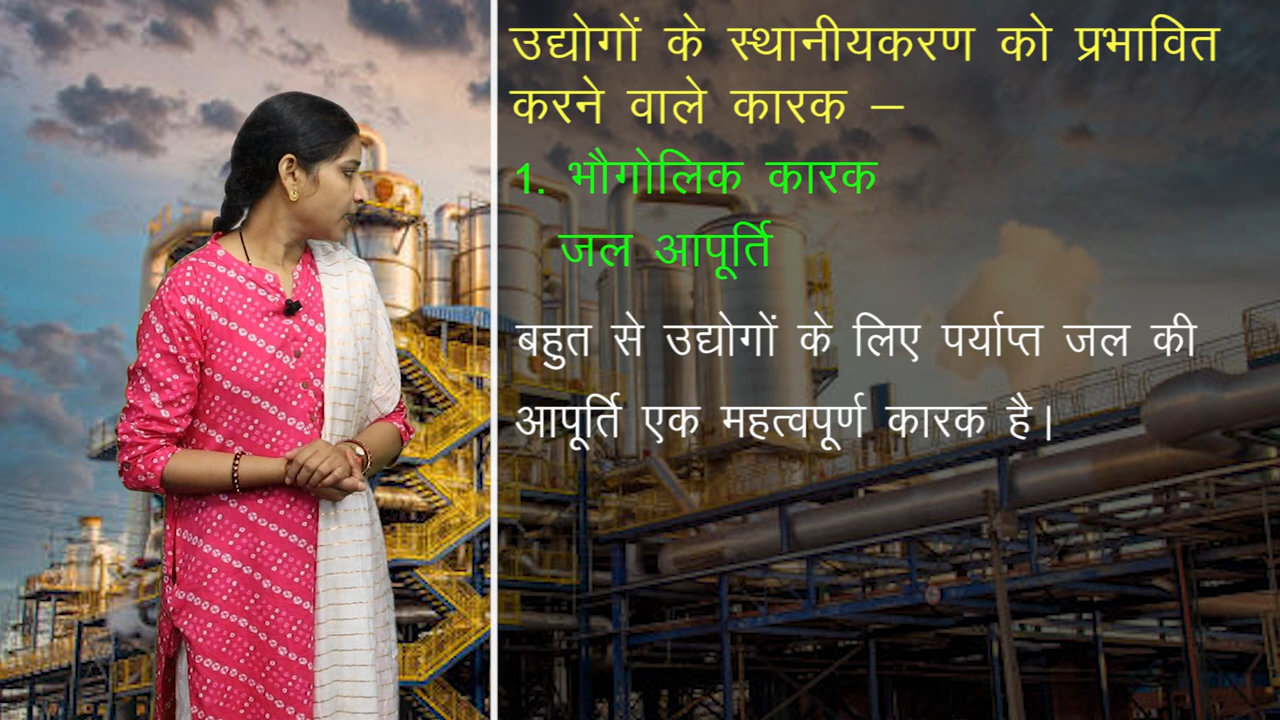 उद्योगों के स्थानीयकरण को प्रभावित
करने वाले कारक –
1. भौगोलिक कारक
जल आपूर्ति
बहुत से उद्योगों के लिए पर्याप्त जल की
आपूर्ति एक महत्वपूर्ण कारक है।